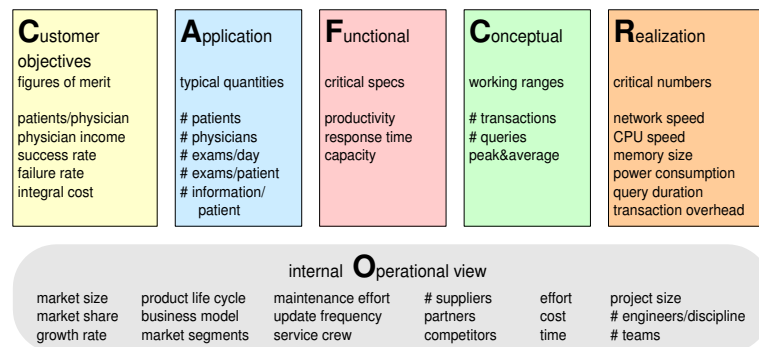 Customer
objectives
figures of merit
patients/physician
physician income
success rate
failure rate
integral cost
Application
typical quantities
# patients
# physicians
# exams/day
# exams/patient
# information/
patient
Functional
critical specs
productivity
response time
capacity
Conceptual
working ranges
# transactions
# queries
peak&average
Realization
critical numbers
network speed
CPU speed
memory size
power consumption
query duration
transaction overhead
internal Operational view
market size
market share
growth rate
product life cycle
business model
market segments
maintenance effort
update frequency
service crew
# suppliers
partners
competitors
effort
cost
time
project size
# engineers/discipline
# teams